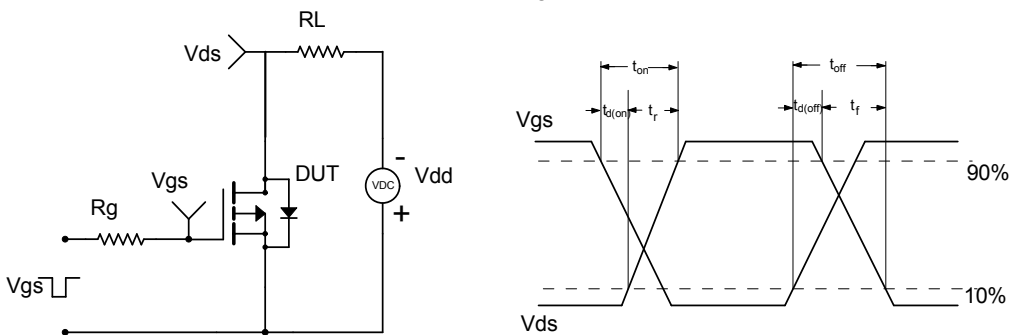 RL
Vds
Vgs
Rg
DUT
VDC
-
+
Vdd
Vgs
ton
toff
td(on)
tr
td(off)
tf
Vgs
90%
10%
Vds